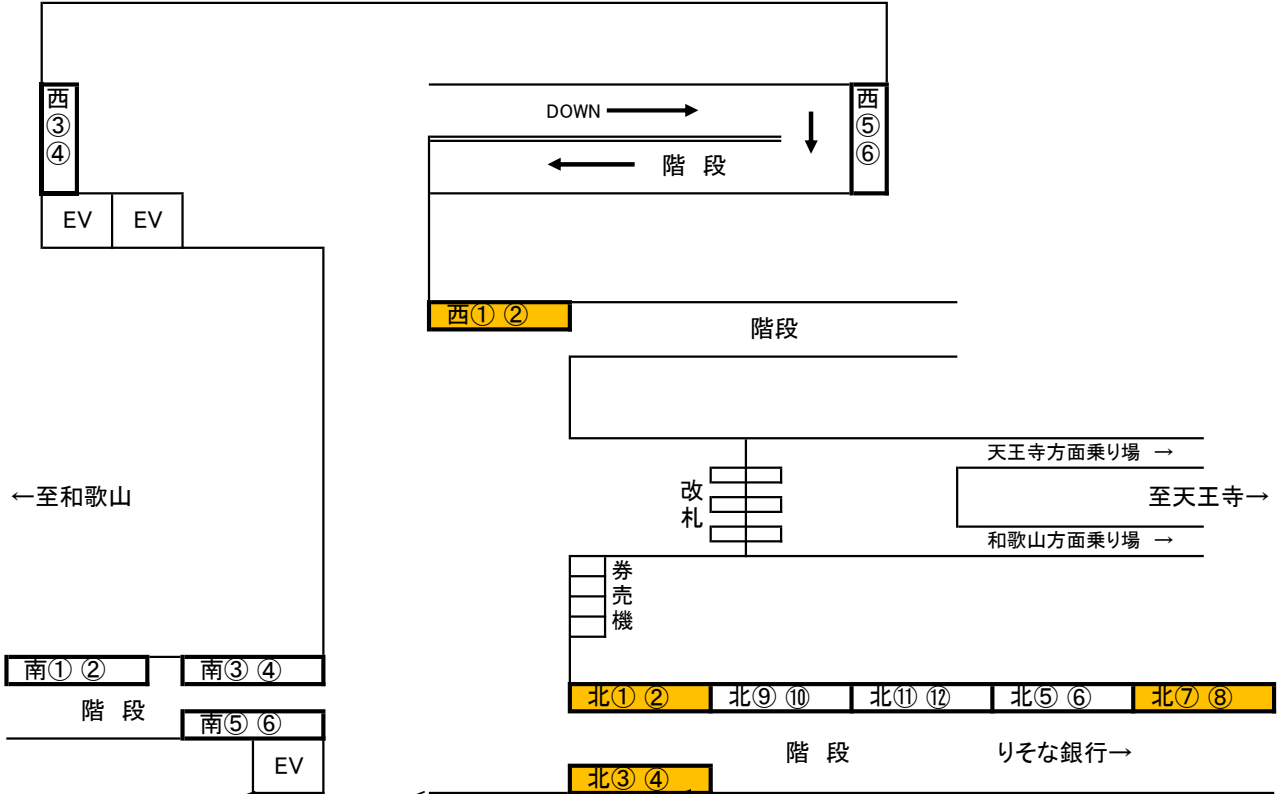 西
③
④
DOWN
西
⑤
⑥
階 段
EV
EV
西① ②
階段
天王寺方面乗り場 →
←至和歌山
改
札
至天王寺→
和歌山方面乗り場 →
券
売
機
南① ②
南③ ④
北① ②
北⑨ ⑩
北⑪ ⑫
北⑤ ⑥
北⑦ ⑧
階 段
南⑤ ⑥
階 段
りそな銀行→
EV
北③ ④